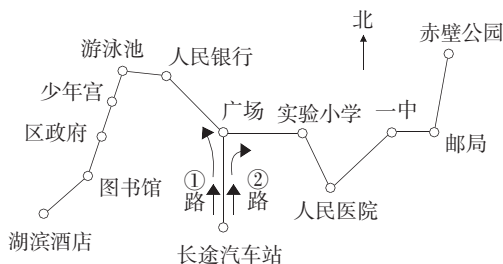 北
赤壁公园
游泳池
人民银行
少年宫
广场
实验小学
一中
区政府
邮局
图书馆
①路
②路
人民医院
湖滨酒店
长途汽车站